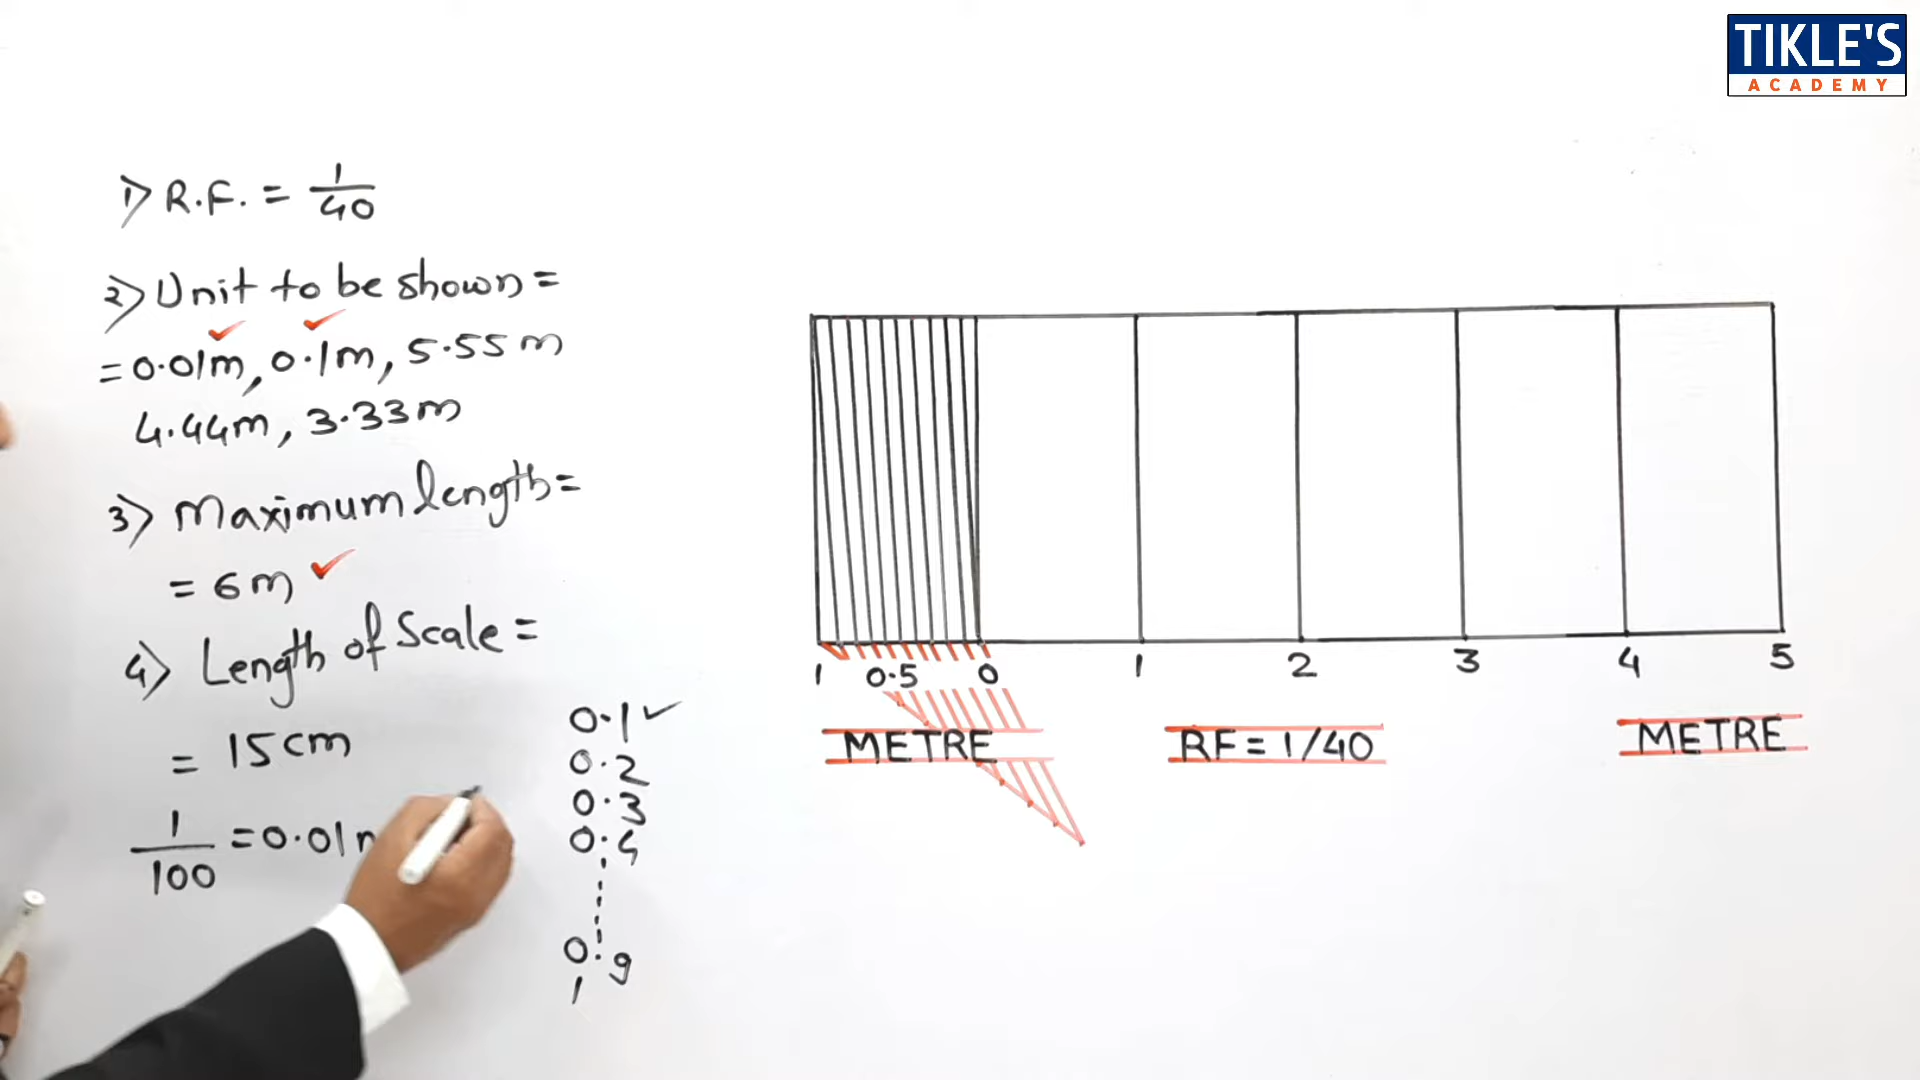 TIKLE'S
ACADEMY
1) R.F. = 1/40
2) Unit to be shown =
= 0.01m, 0.1m, 5.55m
4.44m, 3.33m
3) Maximum length =
= 6m
4) Length of Scale =
= 15cm
1/100 = 0.01
0.1
0.2
0.3
0.4
0.9
1
1 0.5 0 1 2 3 4 5
METRE RF = 1/40 METRE